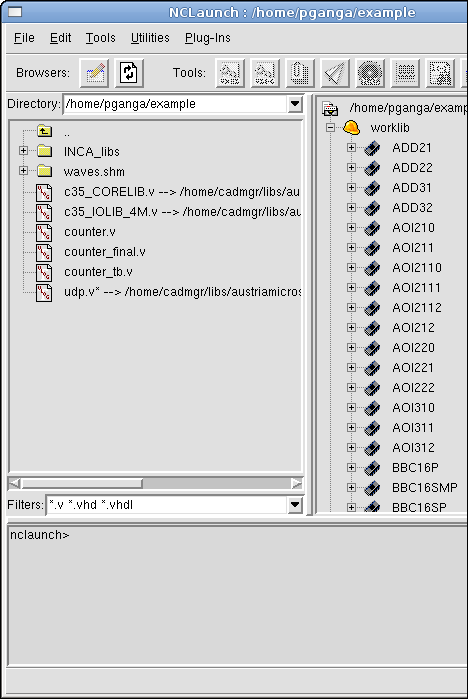 NCLaunch : /home/pganga/example
File Edit Tools Utilities Plug-Ins
Browsers: Tools:
Directory: /home/pganga/example
..
INCA_libs
waves.shm
c35_CORELIB.v --> /home/cadmgr/libs/au
c35_IOLIB_4M.v --> /home/cadmgr/libs/au
counter.v
counter_final.v
counter_tb.v
udp.v* --> /home/cadmgr/libs/austriamicros
Filters: *.v *.vhd *.vhdl
/home/pganga/examp
worklib
ADD21
ADD22
ADD31
ADD32
AOI210
AOI211
AOI2110
AOI2111
AOI2112
AOI212
AOI220
AOI221
AOI222
AOI310
AOI311
AOI312
BBC16P
BBC16SMP
BBC16SP
nclaunch>